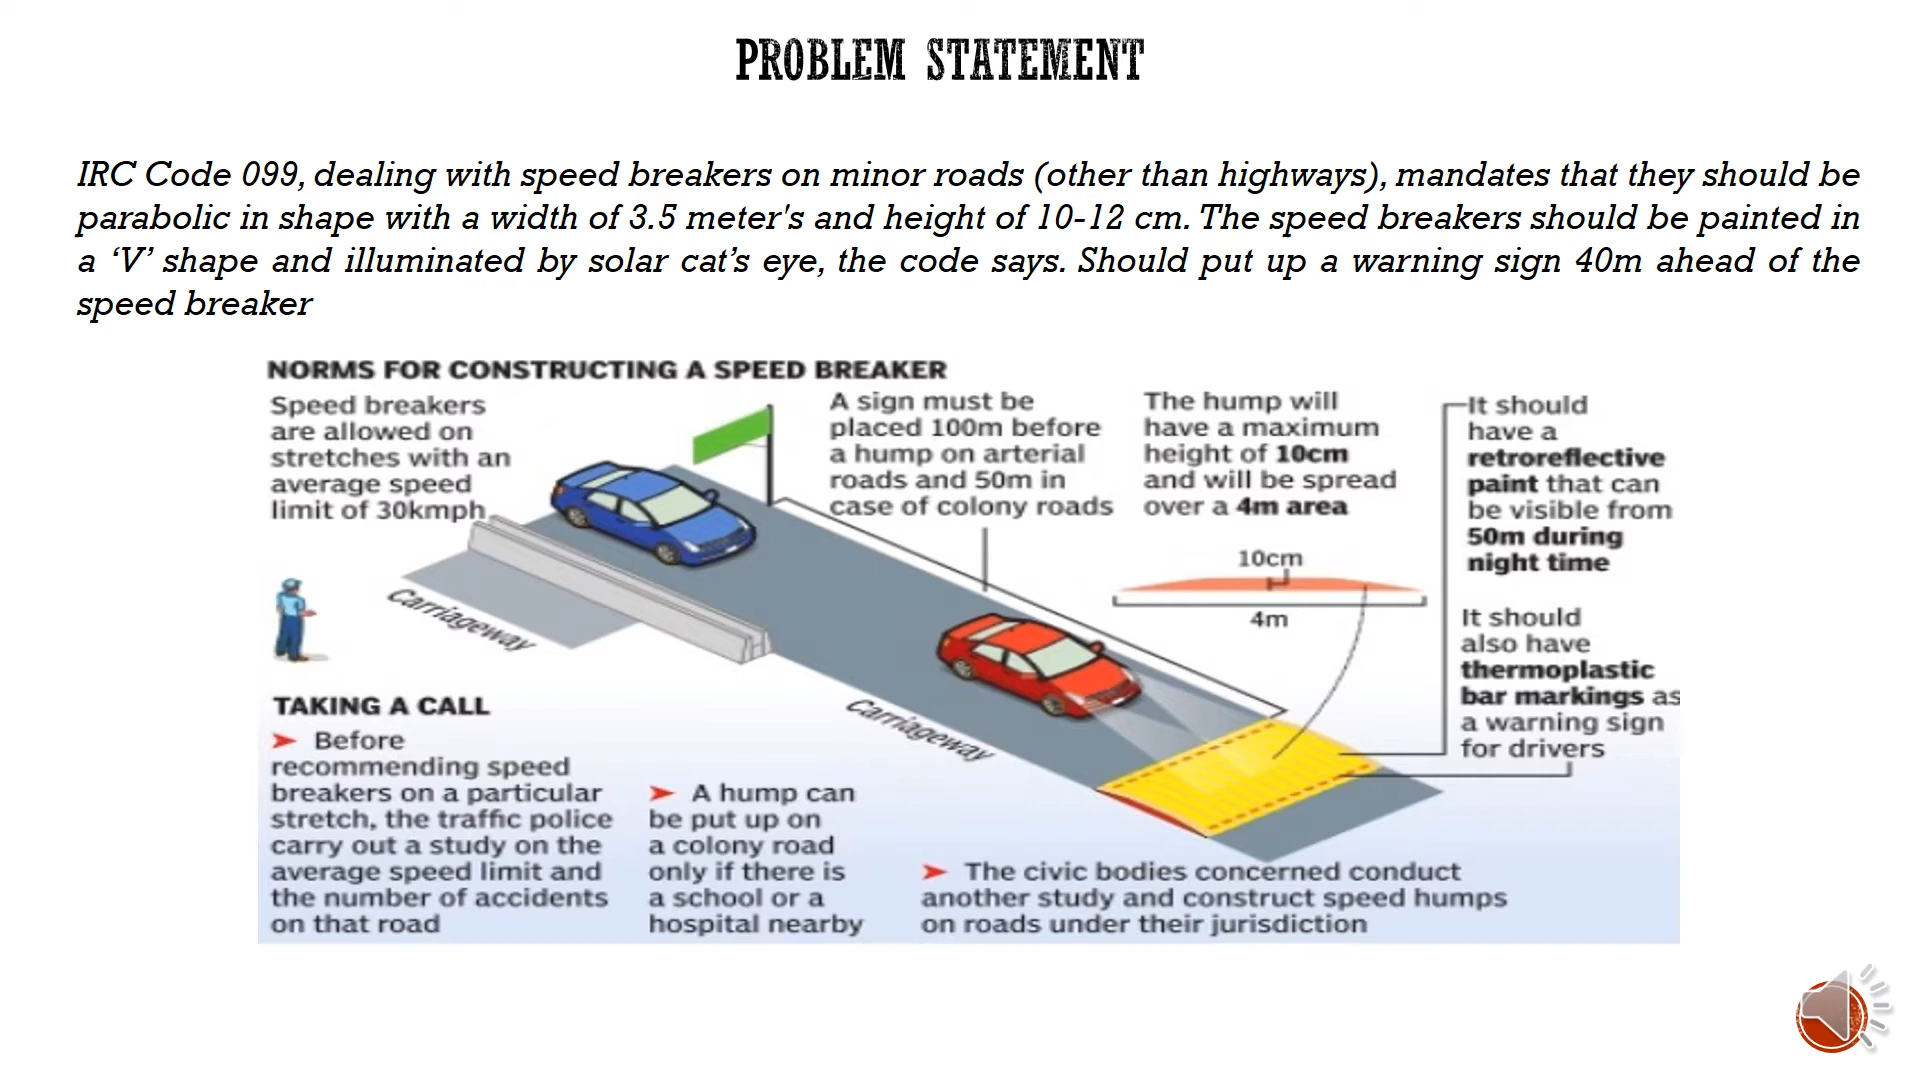 PROBLEM STATEMENT
IRC Code 099, dealing with speed breakers on minor roads (other than highways), mandates that they should be
parabolic in shape with a width of 3.5 meter's and height of 10-12 cm. The speed breakers should be painted in
a ‘V’ shape and illuminated by solar cat’s eye, the code says. Should put up a warning sign 40m ahead of the
speed breaker
NORMS FOR CONSTRUCTING A SPEED BREAKER
Speed breakers
are allowed on
stretches with an
average speed
limit of 30kmph
A sign must be
placed 100m before
a hump on arterial
roads and 50m in
case of colony roads
The hump will
have a maximum
height of 10cm
and will be spread
over a 4m area
It should
have a
retroreflective
paint that can
be visible from
50m during
night time
10cm
4m
It should
also have
thermoplastic
bar markings as
a warning sign
for drivers
Carriageway
Carriageway
TAKING A CALL
Before
recommending speed
breakers on a particular
stretch, the traffic police
carry out a study on the
average speed limit and
the number of accidents
on that road
A hump can
be put up on
a colony road
only if there is
a school or a
hospital nearby
The civic bodies concerned conduct
another study and construct speed humps
on roads under their jurisdiction